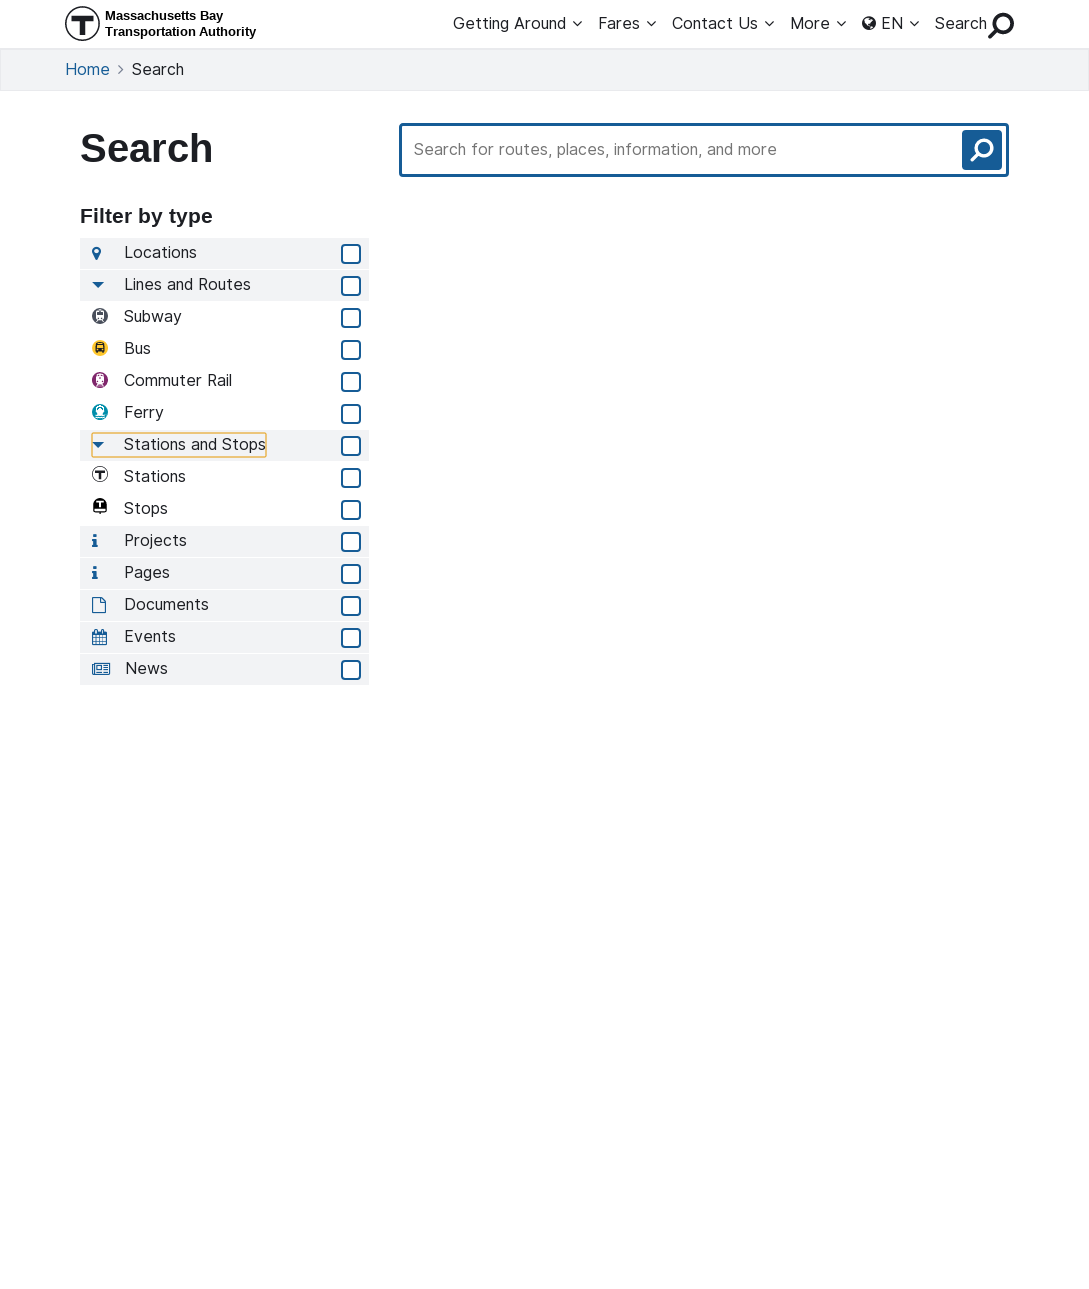 Massachusetts Bay
Transportation Authority
Getting Around
Fares
Contact Us
More
EN
Search
Home
Search
Search
Search for routes, places, information, and more
Filter by type
Locations
Lines and Routes
Subway
Bus
Commuter Rail
Ferry
Stations and Stops
Stations
Stops
Projects
Pages
Documents
Events
News